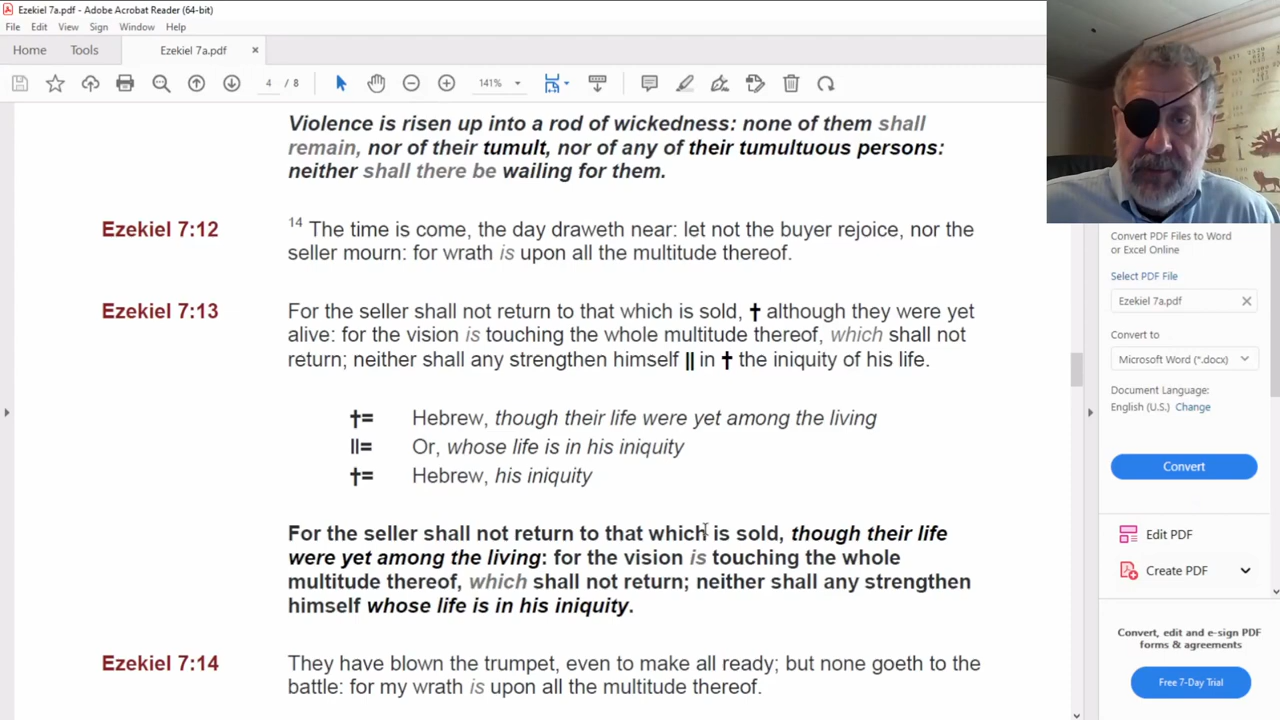 Ezekiel 7a.pdf - Adobe Acrobat Reader (64-bit)
File Edit View Sign Window Help
Home Tools Ezekiel 7a.pdf ×
4 / 8 141%
Violence is risen up into a rod of wickedness: none of them shall
remain, nor of their tumult, nor of any of their tumultuous persons:
neither shall there be wailing for them.
Ezekiel 7:12 14 The time is come, the day draweth near: let not the buyer rejoice, nor the
seller mourn: for wrath is upon all the multitude thereof.
Ezekiel 7:13 For the seller shall not return to that which is sold, † although they were yet
alive: for the vision is touching the whole multitude thereof, which shall not
return; neither shall any strengthen himself || in † the iniquity of his life.
†= Hebrew, though their life were yet among the living
||= Or, whose life is in his iniquity
†= Hebrew, his iniquity
For the seller shall not return to that which is sold, though their life
were yet among the living: for the vision is touching the whole
multitude thereof, which shall not return; neither shall any strengthen
himself whose life is in his iniquity.
Ezekiel 7:14 They have blown the trumpet, even to make all ready; but none goeth to the
battle: for my wrath is upon all the multitude thereof.
Convert PDF Files to Word
or Excel Online
Select PDF File
Ezekiel 7a.pdf
Convert to
Microsoft Word (*.docx)
Document Language:
English (U.S.) Change
Convert
Edit PDF
Create PDF
Convert, edit and e-sign PDF
forms & agreements
Free 7-Day Trial